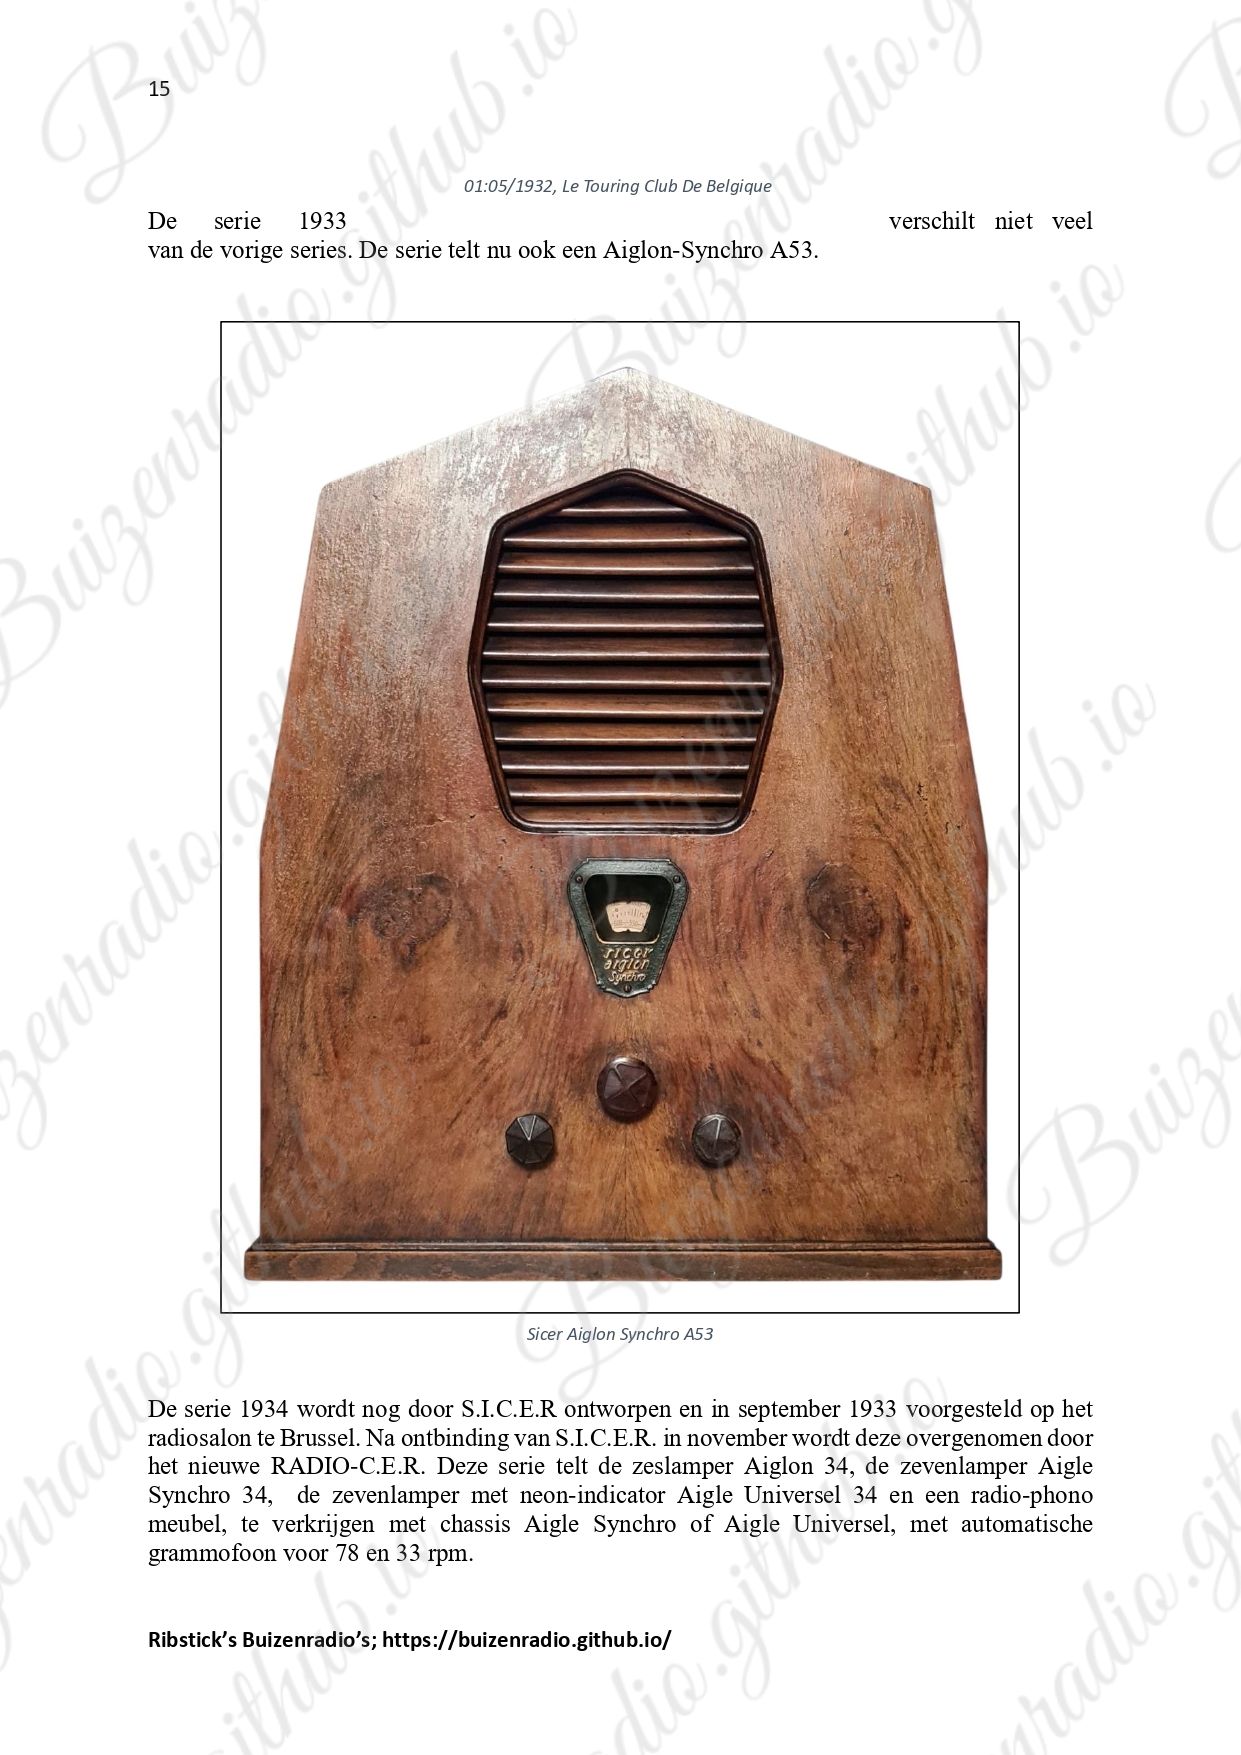 15
01:05/1932, Le Touring Club De Belgique
De serie 1933 verschilt niet veel
van de vorige series. De serie telt nu ook een Aiglon-Synchro A53.
sicer
aiglon
Synchro
Sicer Aiglon Synchro A53
De serie 1934 wordt nog door S.I.C.E.R ontworpen en in september 1933 voorgesteld op het
radiosalon te Brussel. Na ontbinding van S.I.C.E.R. in november wordt deze overgenomen door
het nieuwe RADIO-C.E.R. Deze serie telt de zeslamper Aiglon 34, de zevenlamper Aigle
Synchro 34, de zevenlamper met neon-indicator Aigle Universel 34 en een radio-phono
meubel, te verkrijgen met chassis Aigle Synchro of Aigle Universel, met automatische
grammofoon voor 78 en 33 rpm.
Ribstick’s Buizenradio’s; https://buizenradio.github.io/
Buizenradio.github.io